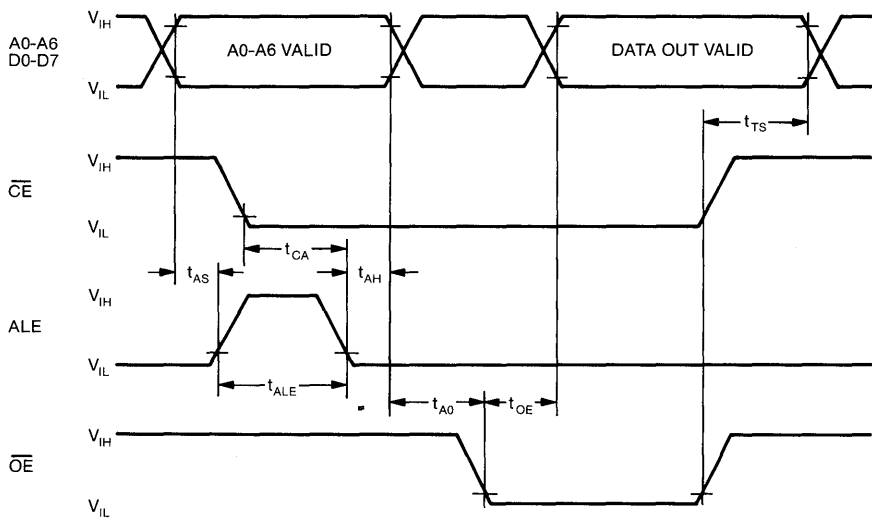 A0-A6
D0-D7
V_IH
V_IL
A0-A6 VALID
DATA OUT VALID
t_TS
CE
V_IH
V_IL
t_CA
t_AS
t_AH
ALE
V_IH
V_IL
t_ALE
t_A0
t_OE
OE
V_IH
V_IL